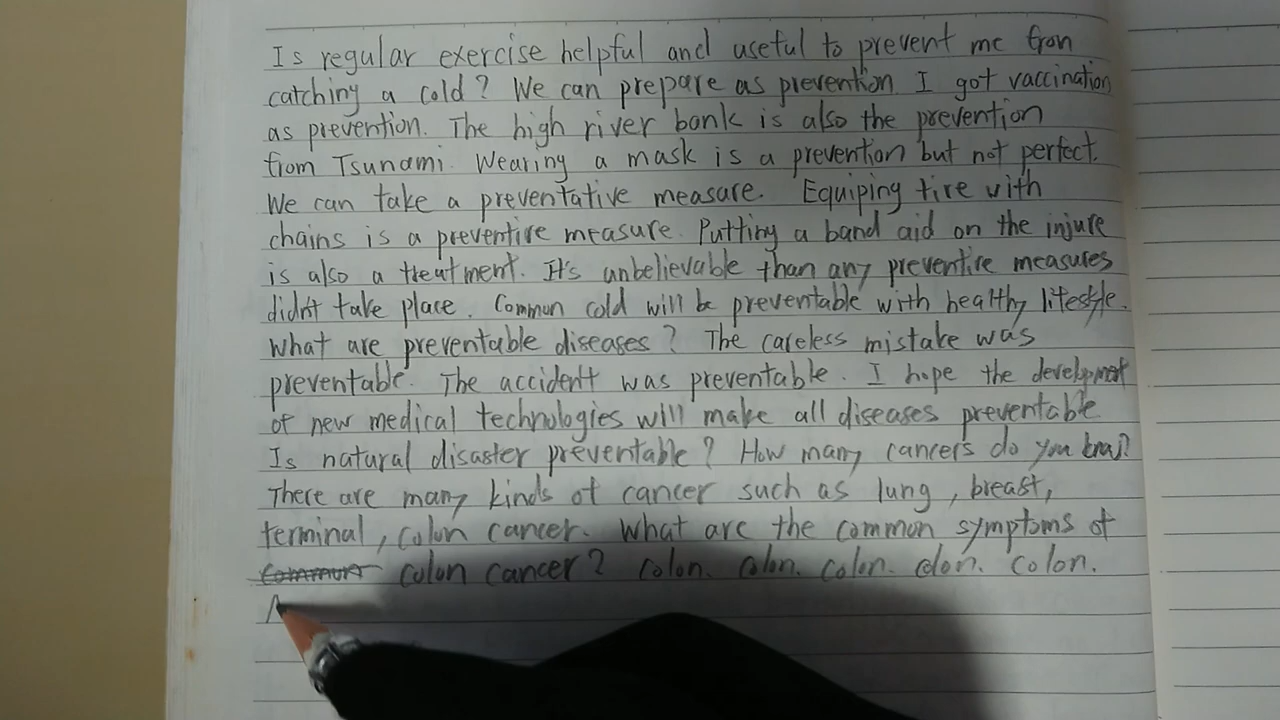 Is regular exercise helpful and useful to prevent me from
catching a cold? We can prepare as prevention. I got vaccination
as prevention. The high river bank is also the prevention
from Tsunami. Wearing a mask is a prevention but not perfect.
We can take a preventative measure. Equiping tire with
chains is a preventive measure. Putting a band aid on the injure
is also a treatment. It's unbelievable than any preventive measures
didn't take place. Common cold will be preventable with healthy lifestyle.
What are preventable diseases? The careless mistake was
preventable. The accident was preventable. I hope the development
of new medical technologies will make all diseases preventable
Is natural disaster preventable? How many cancers do you know?
There are many kinds of cancer such as lung, breast,
terminal, colon cancer. What are the common symptoms of
common colon cancer? colon. colon. colon. colon. colon.